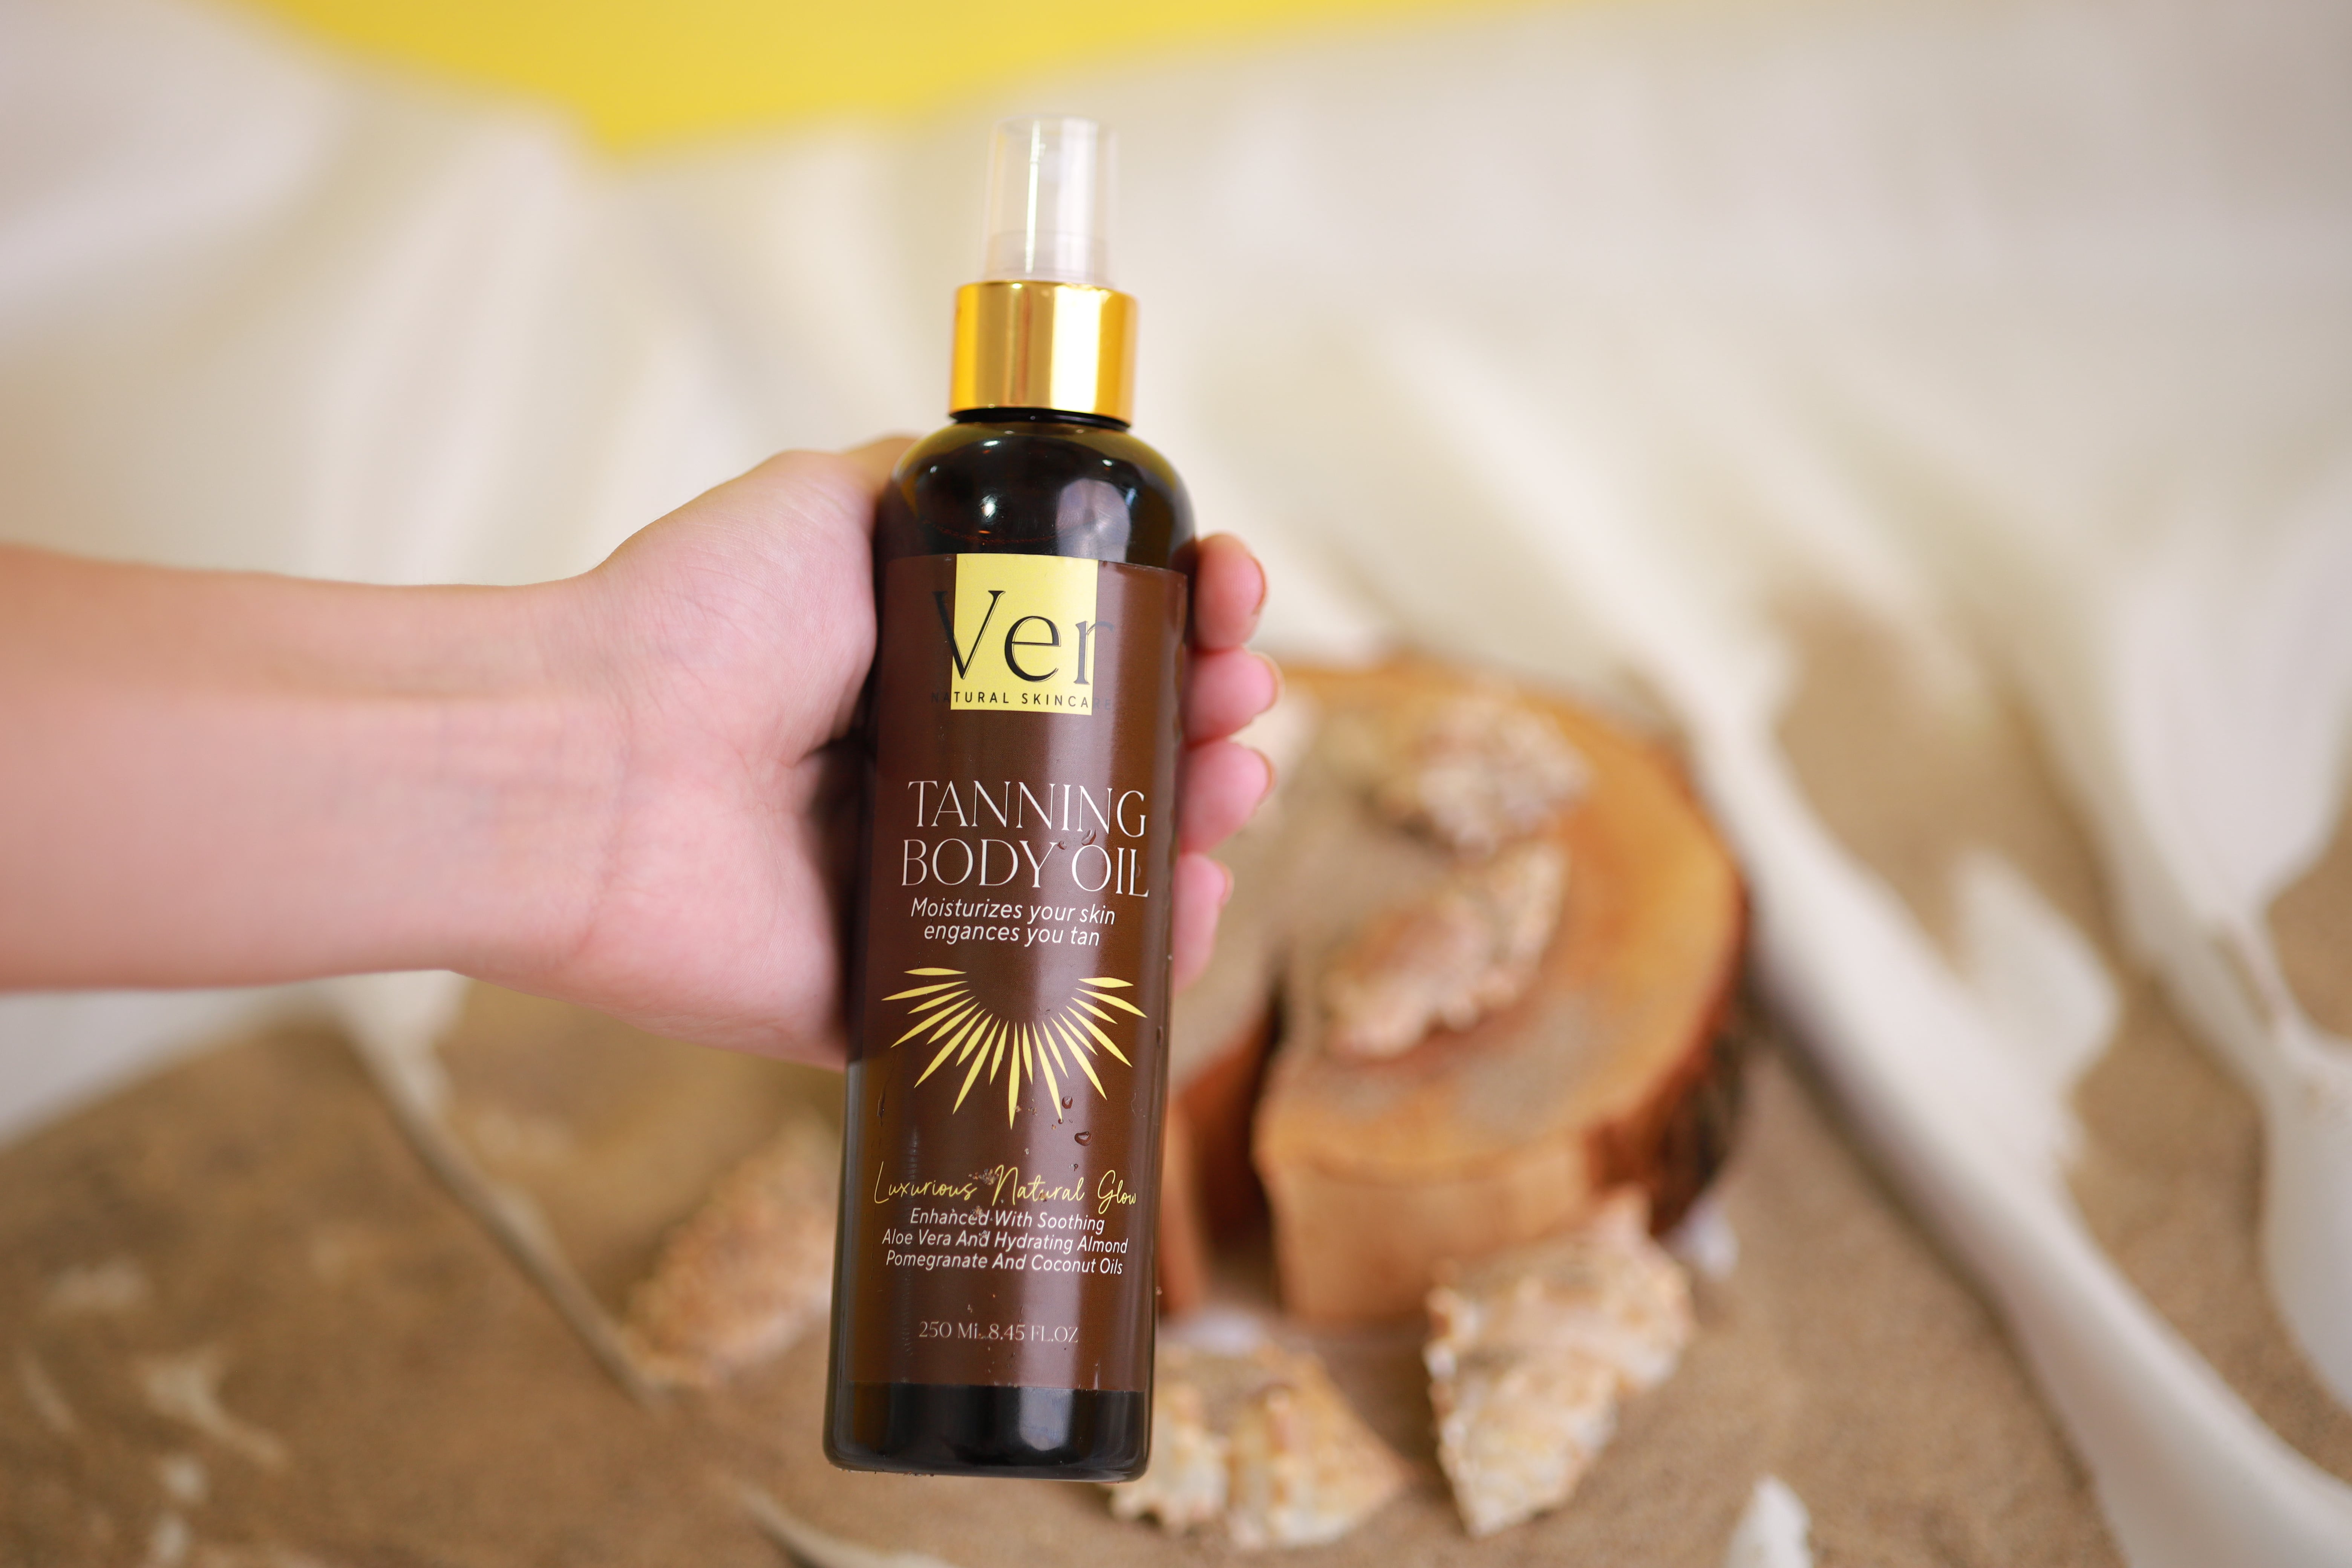 Ver
NATURAL SKINCARE
TANNING
BODY OIL
Moisturizes your skin
engances you tan
Luxurious Natural Glow
Enhanced With Soothing
Aloe Vera And Hydrating Almond
Pomegranate And Coconut Oils
250 ML 8.45 FL.OZ